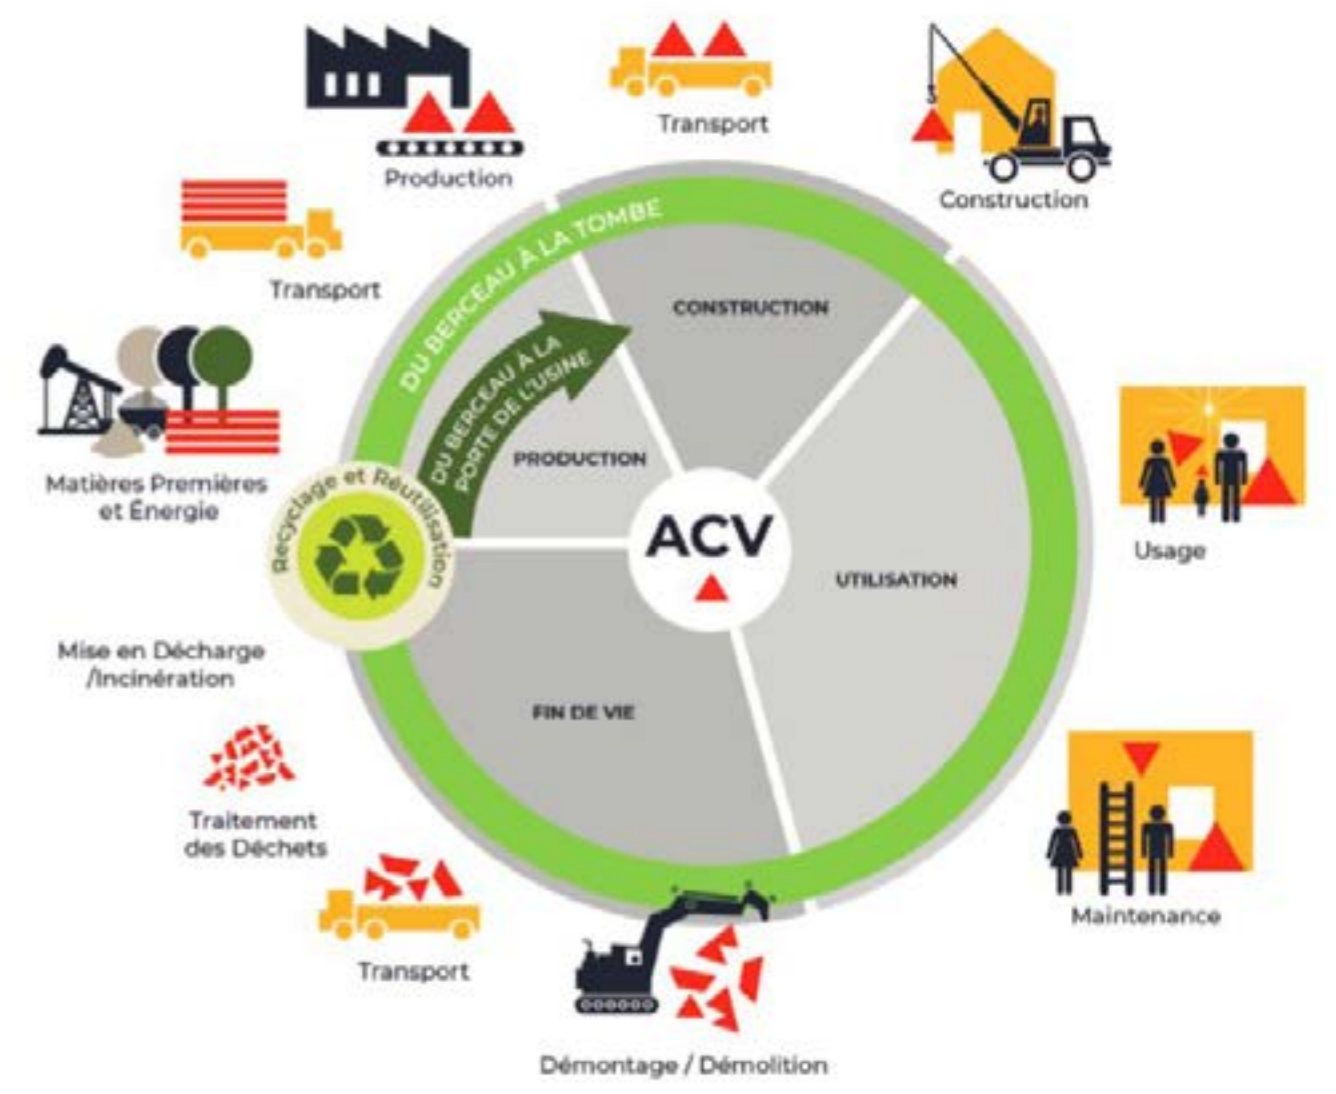 Transport
Production
Construction
Transport
DU BERCEAU À LA TOMBE
CONSTRUCTION
DU BERCEAU À LA
PORTE DE L'USINE
PRODUCTION
Matières Premières
et Énergie
Recyclage et Réutilisation
ACV
Usage
UTILISATION
Mise en Décharge
/Incinération
FIN DE VIE
Traitement
des Déchets
Maintenance
Transport
Démontage / Démolition